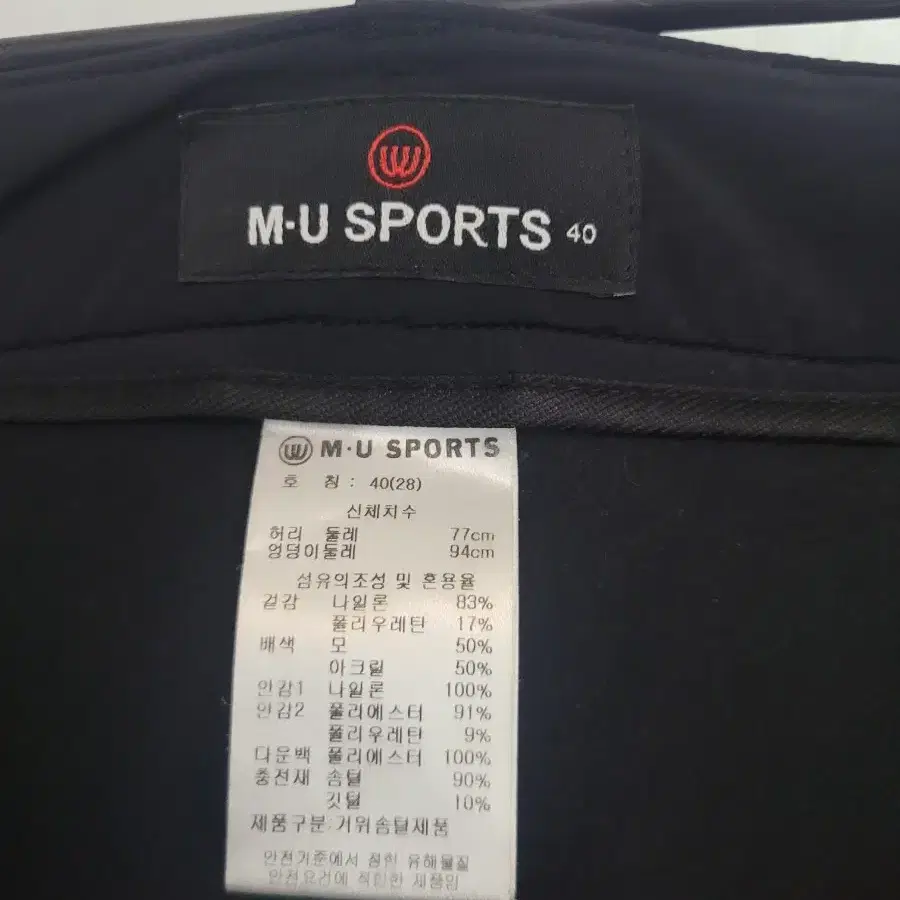 M·U SPORTS 40
M·U SPORTS
호 칭 : 40(28)
신체치수
허리 둘레 77cm
엉덩이둘레 94cm
섬유의조성 및 혼용율
겉감 나일론 83%
폴리우레탄 17%
배색 모 50%
아크릴 50%
안감1 나일론 100%
안감2 폴리에스터 91%
폴리우레탄 9%
다운백 폴리에스터 100%
충전재 솜털 90%
깃털 10%
제품구분:거위솜털제품
안전기준에서 정한 유해물질
안전요건에 적합한 제품임